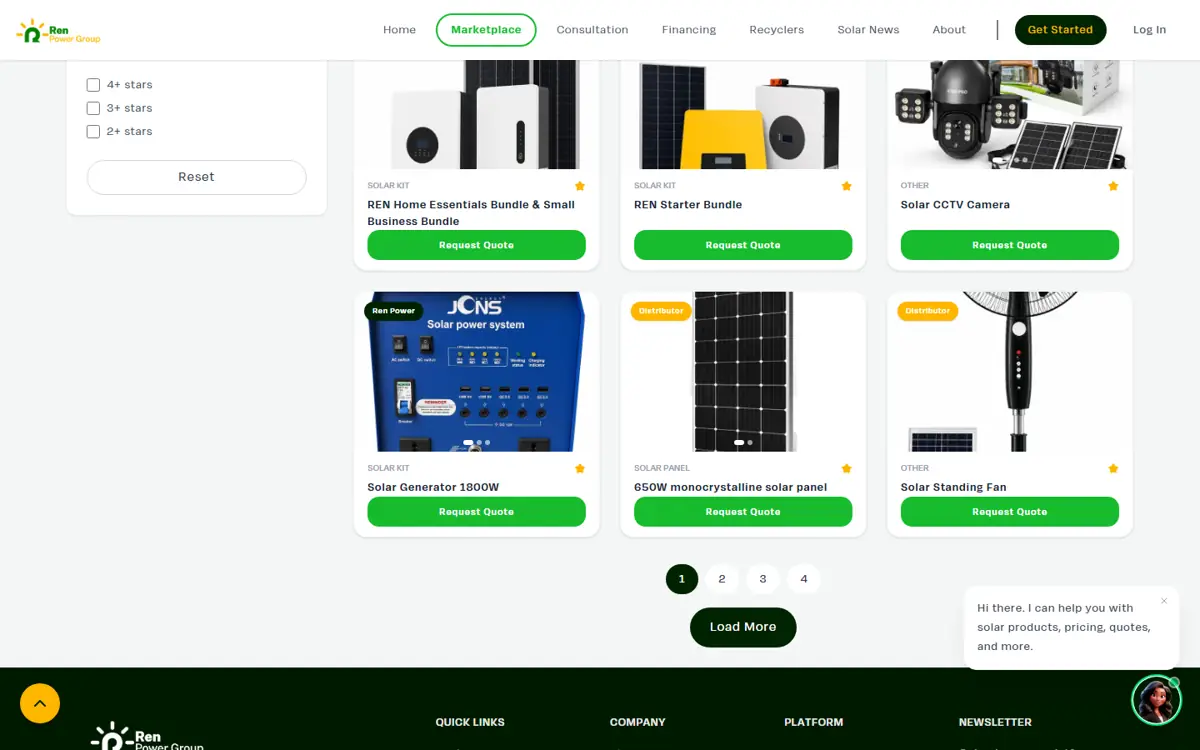 Ren
Power Group
Home
Marketplace
Consultation
Financing
Recyclers
Solar News
About
Get Started
Log In
4+ stars
3+ stars
2+ stars
Reset
SOLAR KIT
REN Home Essentials Bundle & Small
Business Bundle
Request Quote
SOLAR KIT
REN Starter Bundle
Request Quote
OTHER
Solar CCTV Camera
Request Quote
Ren Power
JONS
Solar power system
AC switch
DC switch
SOLAR KIT
Solar Generator 1800W
Request Quote
Distributor
SOLAR PANEL
650W monocrystalline solar panel
Request Quote
Distributor
OTHER
Solar Standing Fan
Request Quote
1
2
3
4
Load More
Hi there. I can help you with
solar products, pricing, quotes,
and more.
Ren
Power Group
QUICK LINKS
COMPANY
PLATFORM
NEWSLETTER